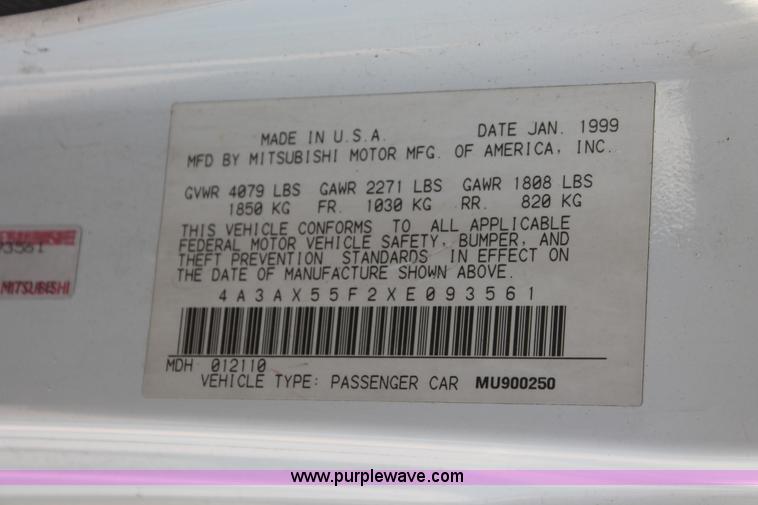 MADE IN U.S.A. DATE JAN. 1999
MFD BY MITSUBISHI MOTOR MFG. OF AMERICA, INC.
GVWR 4079 LBS GAWR 2271 LBS GAWR 1808 LBS
1850 KG FR. 1030 KG RR. 820 KG
THIS VEHICLE CONFORMS TO ALL APPLICABLE
FEDERAL MOTOR VEHICLE SAFETY, BUMPER, AND
THEFT PREVENTION STANDARDS IN EFFECT ON
THE DATE OF MANUFACTURE SHOWN ABOVE.
4A3AX55F2XE093561
MDH 012110
VEHICLE TYPE: PASSENGER CAR MU900250
93561
MITSUBISHI
www.purplewave.com